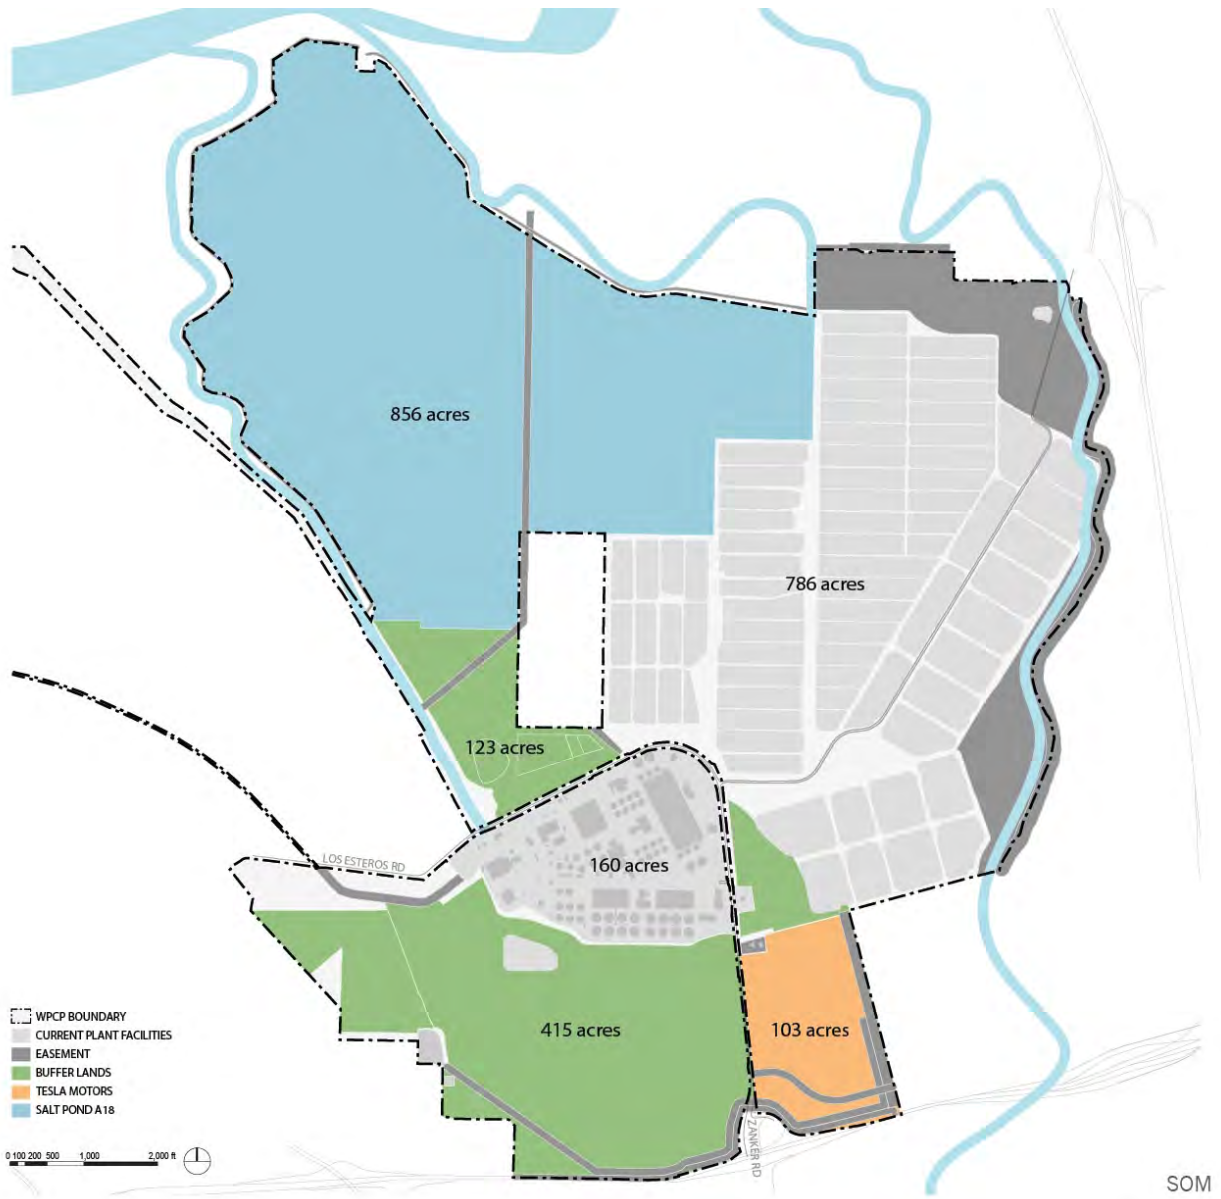 856 acres
786 acres
123 acres
160 acres
LOS ESTEROS RD
415 acres
103 acres
WPCP BOUNDARY
CURRENT PLANT FACILITIES
EASEMENT
BUFFER LANDS
TESLA MOTORS
SALT POND A18
ZANKER RD
0 100 200 500 1,000 2,000 ft
SOM